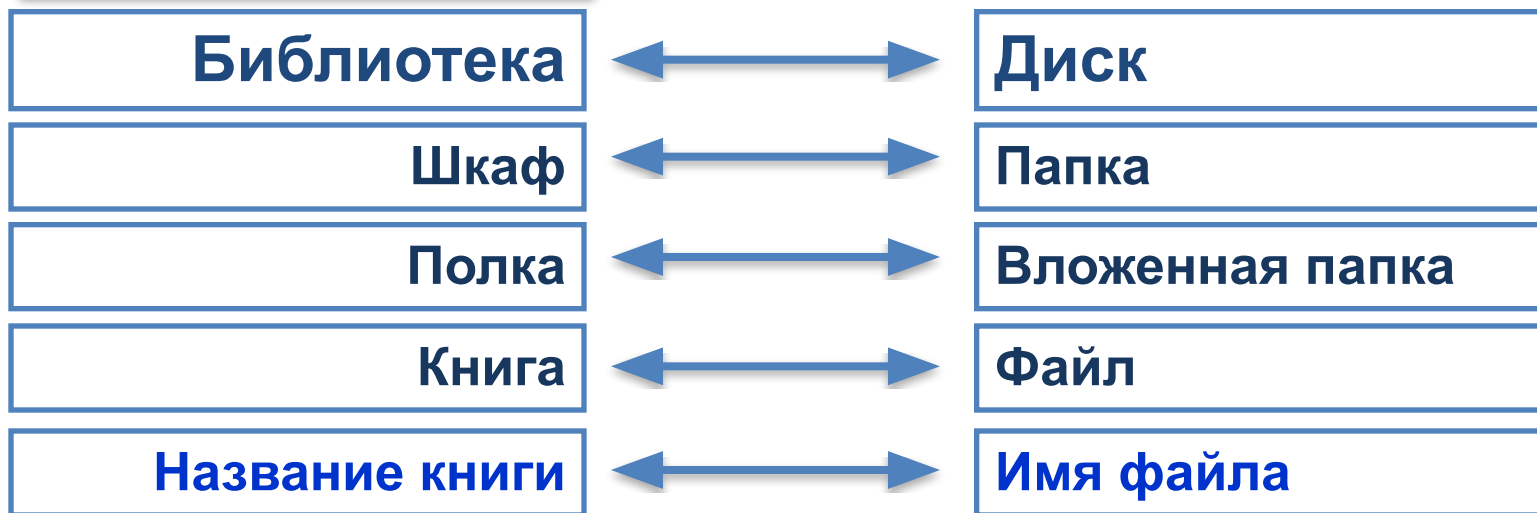 Библиотека Диск
Шкаф Папка
Полка Вложенная папка
Книга Файл
Название книги Имя файла